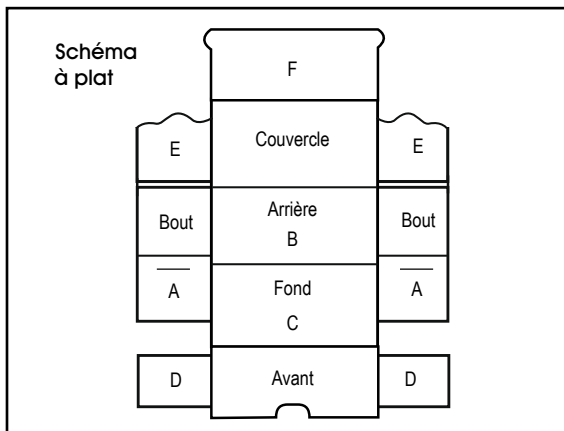 Schéma
à plat
F
E
Couvercle
E
Bout
Arrière
B
Bout
A
Fond
C
A
D
Avant
D